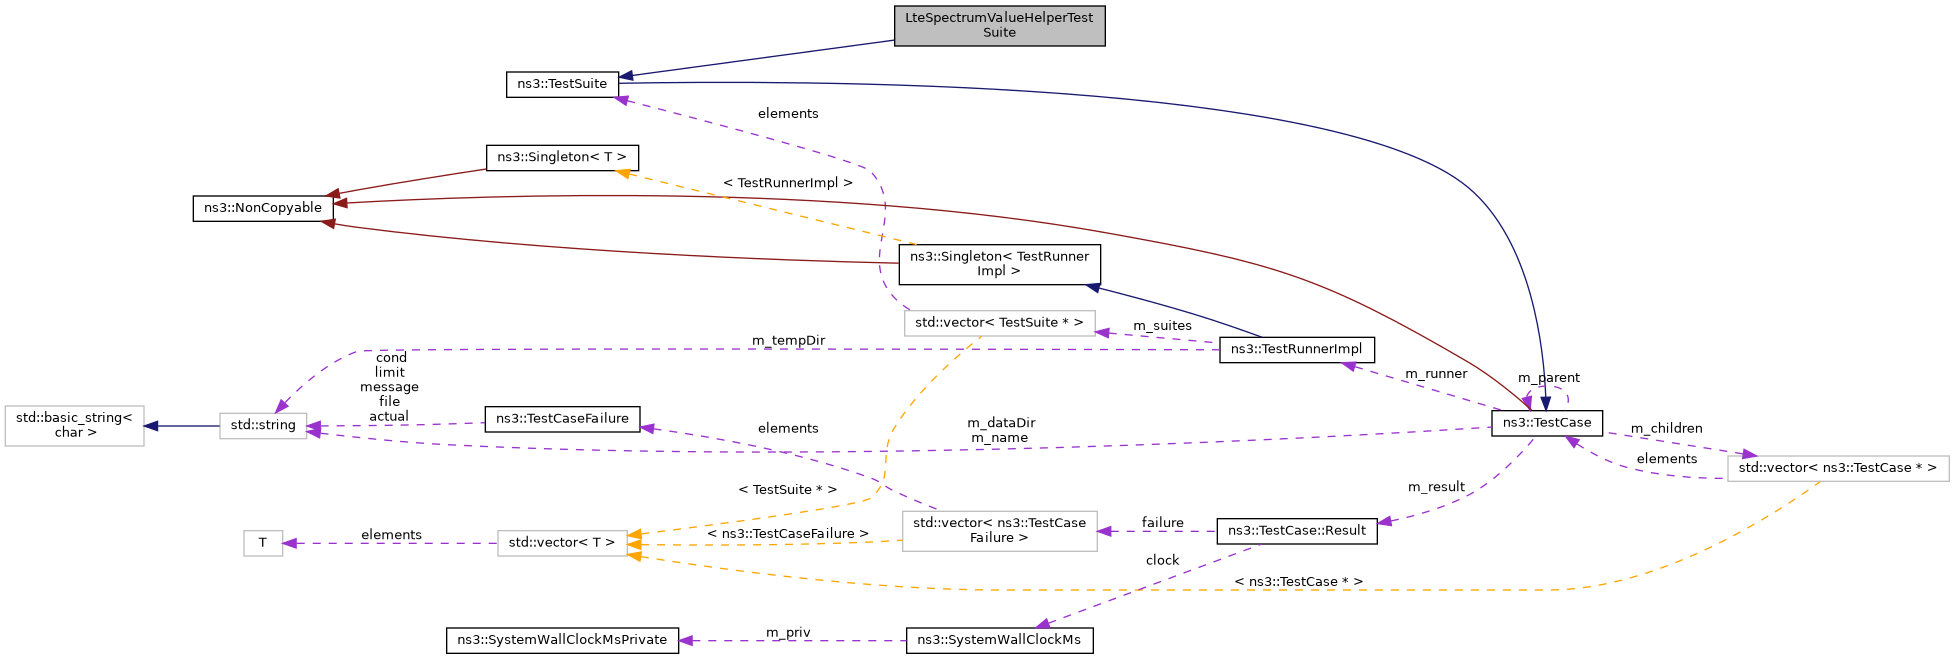 LteSpectrumValueHelperTest
Suite
ns3::TestSuite
elements
ns3::Singleton< T >
< TestRunnerImpl >
ns3::NonCopyable
ns3::Singleton< TestRunner
Impl >
std::vector< TestSuite * >
m_suites
m_tempDir
ns3::TestRunnerImpl
cond
limit
message
file
actual
m_runner
m_parent
std::basic_string<
char >
std::string
ns3::TestCaseFailure
elements
m_dataDir
m_name
ns3::TestCase
m_children
elements
std::vector< ns3::TestCase * >
m_result
< TestSuite * >
std::vector< ns3::TestCase
Failure >
failure
ns3::TestCase::Result
T
elements
std::vector< T >
< ns3::TestCaseFailure >
clock
< ns3::TestCase * >
ns3::SystemWallClockMsPrivate
m_priv
ns3::SystemWallClockMs